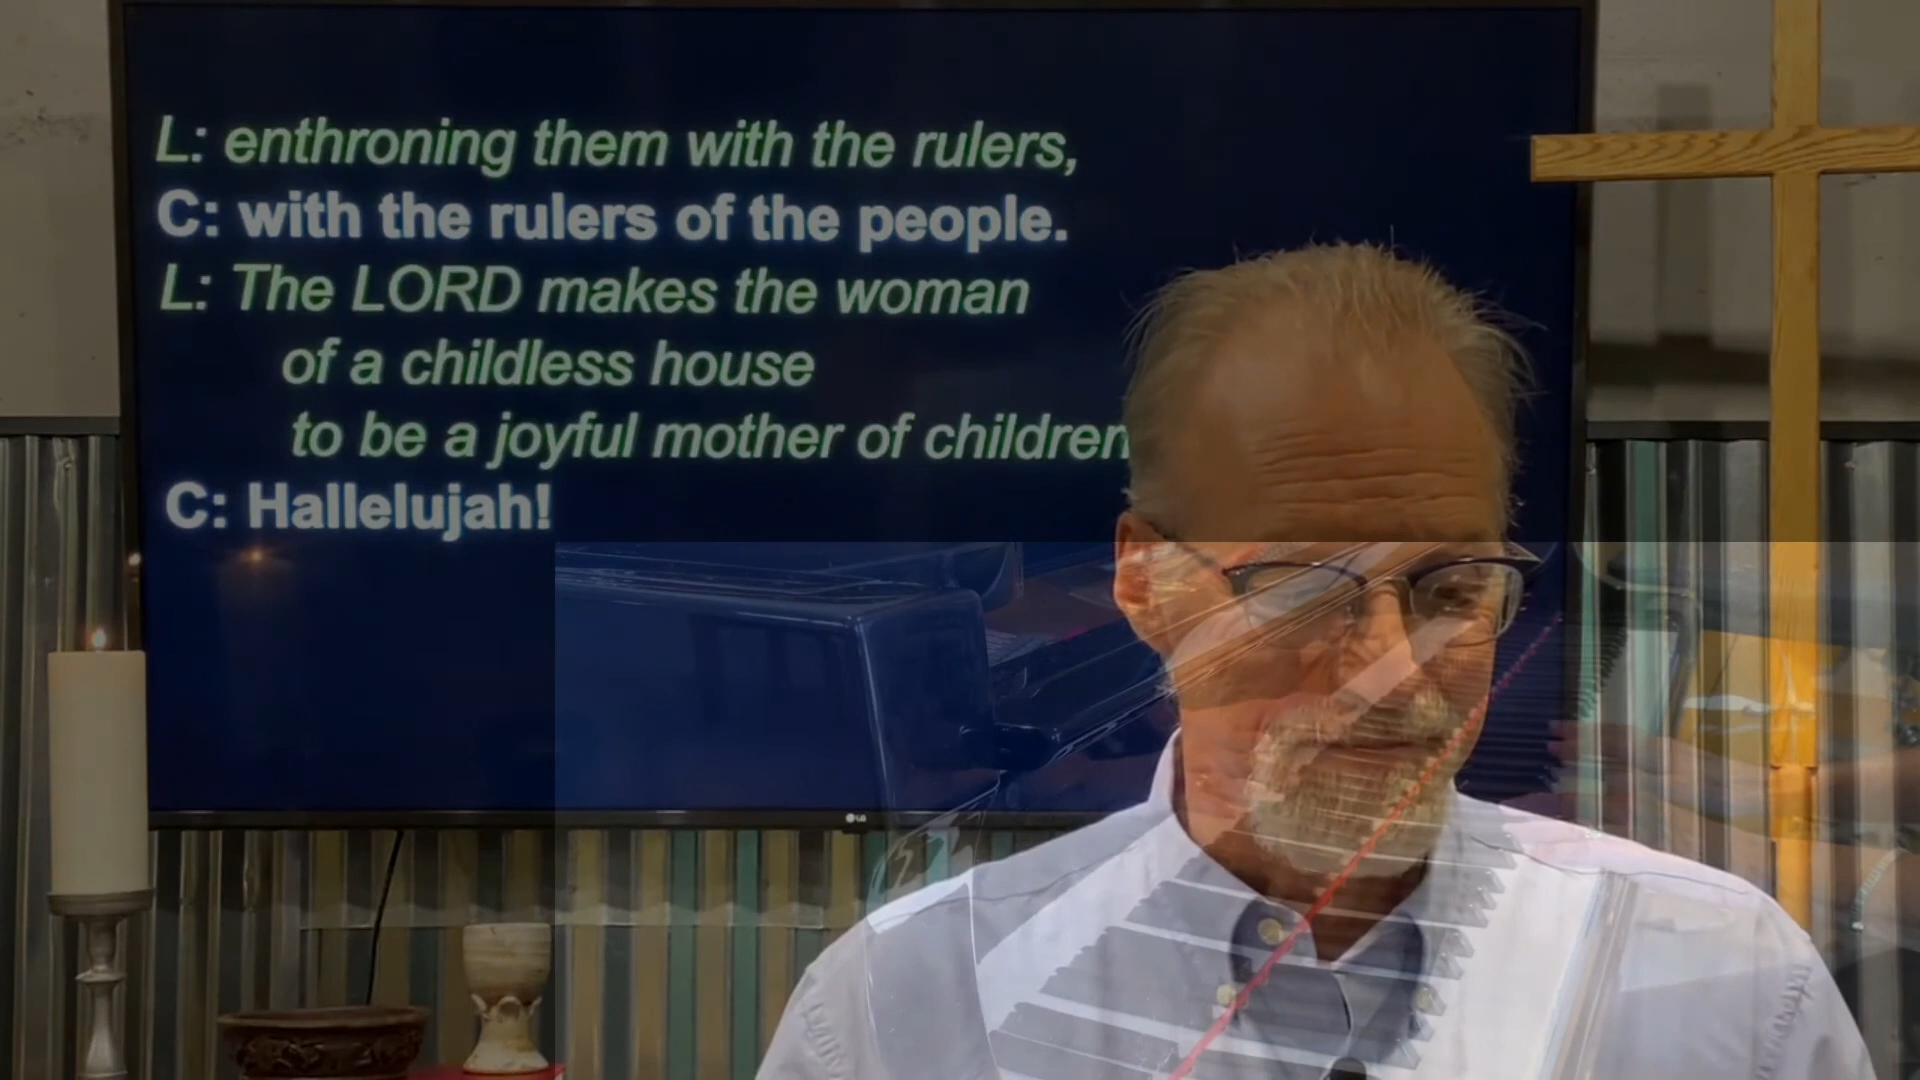 L: enthroning them with the rulers,
C: with the rulers of the people.
L: The LORD makes the woman
of a childless house
to be a joyful mother of children
C: Hallelujah!
LG